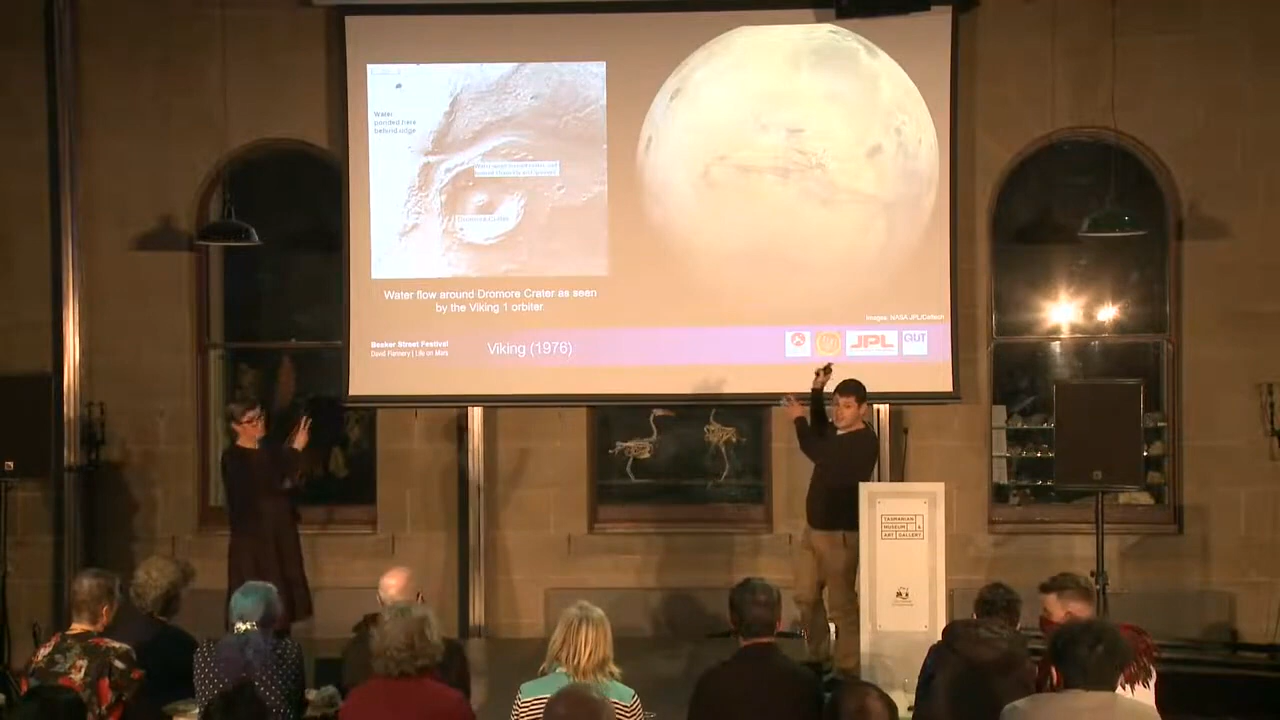 Water
ponded here
behind edge
Dromore Crater
Water flow around Dromore Crater as seen
by the Viking 1 orbiter.
Images: NASA JPL/Caltech
Beaker Street Festival
David Flannery | Life on Mars
Viking (1976)
JPL
QUT
TASMANIAN
MUSEUM &
ART GALLERY